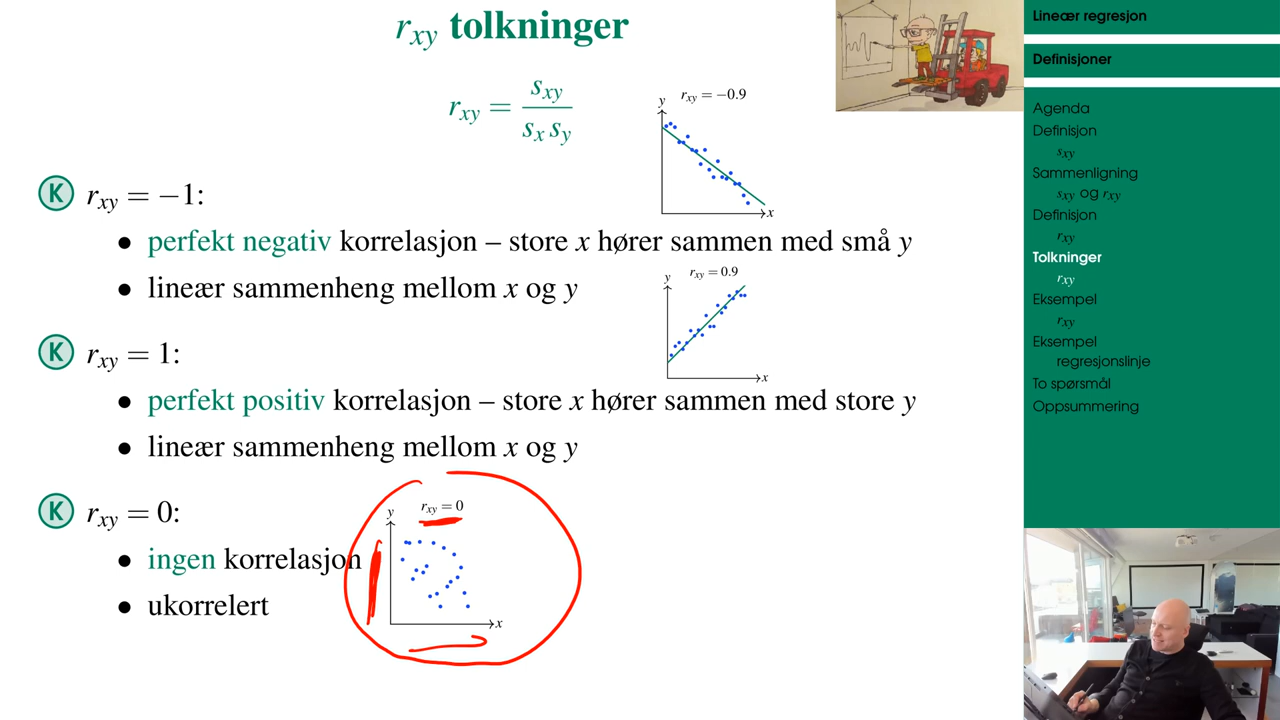 r_xy tolkninger
r_xy = s_xy / s_x s_y
y r_xy = −0.9
x
K r_xy = −1:
• perfekt negativ korrelasjon – store x hører sammen med små y
• lineær sammenheng mellom x og y
y r_xy = 0.9
x
K r_xy = 1:
• perfekt positiv korrelasjon – store x hører sammen med store y
• lineær sammenheng mellom x og y
K r_xy = 0:
y r_xy = 0
x
• ingen korrelasjon
• ukorrelert
Lineær regresjon
Definisjoner
Agenda
Definisjon
s_xy
Sammenligning
s_xy og r_xy
Definisjon
r_xy
Tolkninger
r_xy
Eksempel
r_xy
Eksempel
regresjonslinje
To spørsmål
Oppsummering